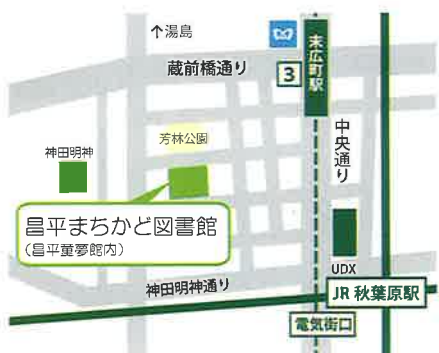 ↑湯島
末広町駅
蔵前橋通り
3
芳林公園
中央通り
神田明神
昌平まちかど図書館
(昌平童夢館内)
UDX
神田明神通り
JR 秋葉原駅
電気街口